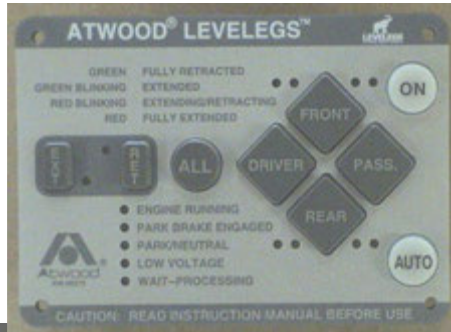 ATWOOD® LEVELEGS™
LEVELEGS
GREEN FULLY RETRACTED
GREEN BLINKING EXTENDED
RED BLINKING EXTENDING/RETRACTING
RED FULLY EXTENDED
ON
FRONT
EXT
RET
ALL
DRIVER
PASS.
REAR
ENGINE RUNNING
PARK BRAKE ENGAGED
PARK/NEUTRAL
LOW VOLTAGE
WAIT-PROCESSING
Atwood
AUTO
CAUTION: READ INSTRUCTION MANUAL BEFORE USE